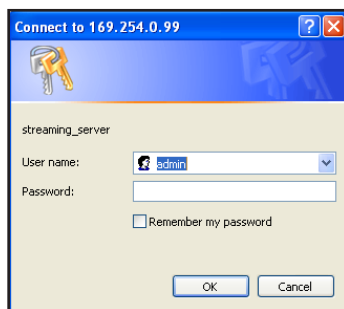 Connect to 169.254.0.99
streaming_server
User name:
admin
Password:
Remember my password
OK
Cancel